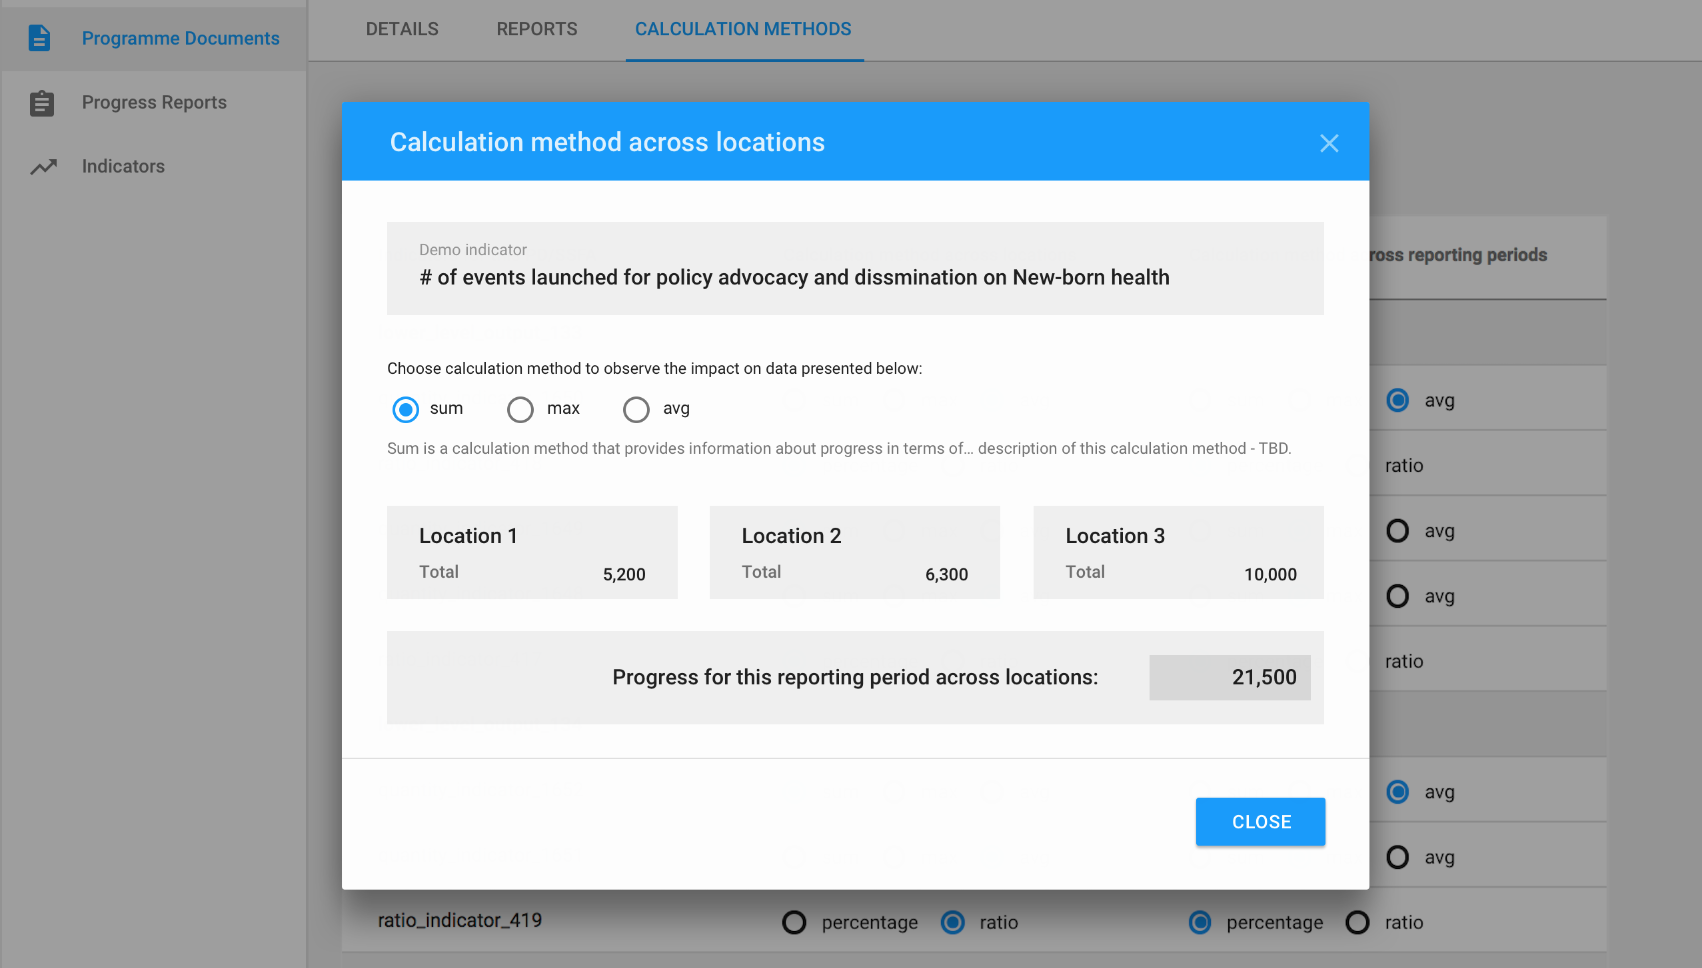 Programme Documents
Progress Reports
Indicators
DETAILS REPORTS CALCULATION METHODS
Calculation method across locations
Demo indicator
# of events launched for policy advocacy and dissmination on New-born health
Choose calculation method to observe the impact on data presented below:
sum max avg
Sum is a calculation method that provides information about progress in terms of... description of this calculation method - TBD.
Location 1
Total 5,200
Location 2
Total 6,300
Location 3
Total 10,000
Progress for this reporting period across locations: 21,500
CLOSE
reporting periods
avg
ratio
avg
avg
ratio
avg
avg
ratio_indicator_419 percentage ratio percentage ratio